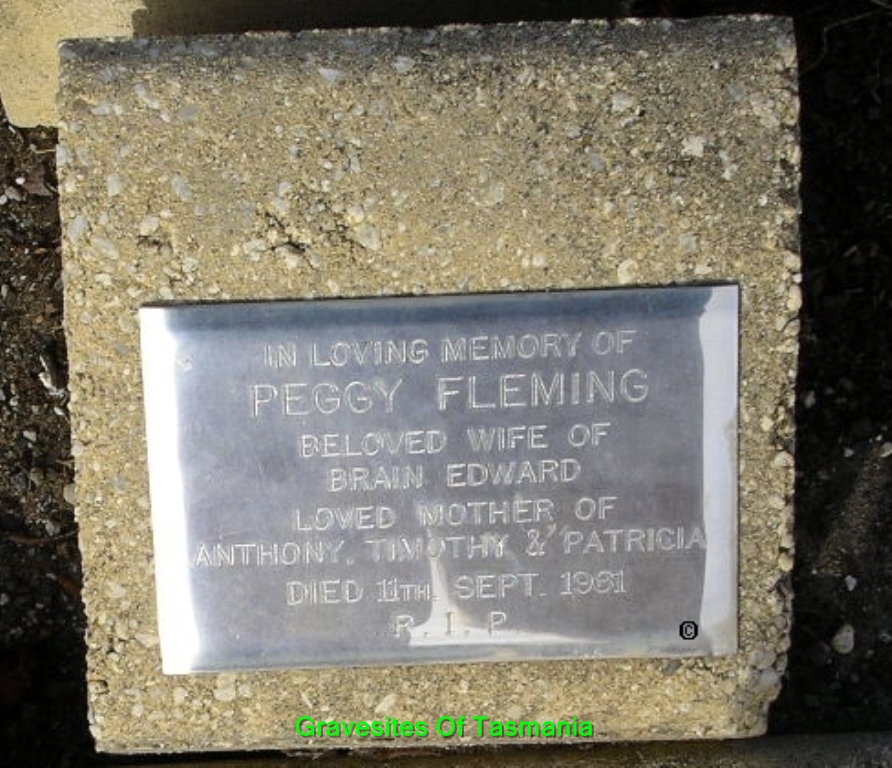 IN LOVING MEMORY OF
PEGGY FLEMING
BELOVED WIFE OF
BRAIN EDWARD
LOVED MOTHER OF
ANTHONY, TIMOTHY & PATRICIA
DIED 11TH. SEPT. 1961
R. I. P.
©
Gravesites Of Tasmania